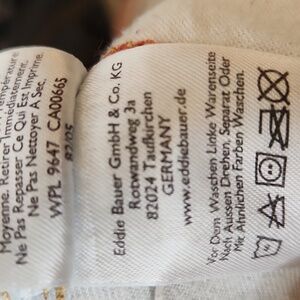 Moyenne. Retirer Immédiatement.
Ne Pas Repasser Ce Qui Est Imprimé.
Ne Pas Nettoyer A Sec.
WPL 9647 CA00665
8205
Eddie Bauer GmbH & Co. KG
Rotwandweg 3a
82024 Taufkirchen
GERMANY
www.eddiebauer.de
Vor Dem Waschen Linke Warenseite
Nach Aussen Drehen, Separat Oder
Mit Ähnlichen Farben Waschen.